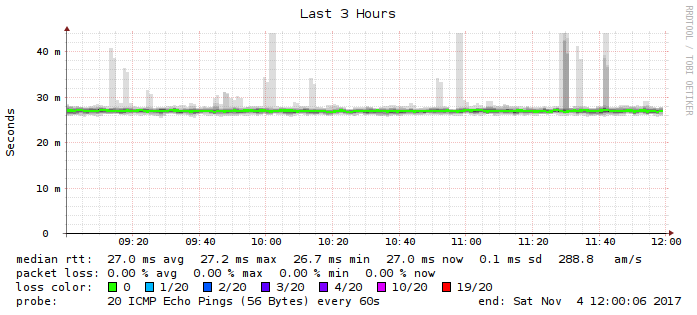 Last 3 Hours
RRDTOOL / TOBI OETIKER
Seconds
40 m
30 m
20 m
10 m
0
09:20 09:40 10:00 10:20 10:40 11:00 11:20 11:40 12:00
median rtt: 27.0 ms avg 27.2 ms max 26.7 ms min 27.0 ms now 0.1 ms sd 288.8 am/s
packet loss: 0.00 % avg 0.00 % max 0.00 % min 0.00 % now
loss color: 0 1/20 2/20 3/20 4/20 10/20 19/20
probe: 20 ICMP Echo Pings (56 Bytes) every 60s end: Sat Nov 4 12:00:06 2017